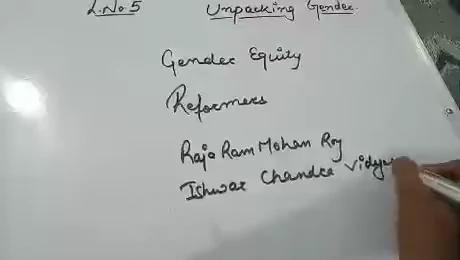 L.No 5 Unpacking Gender.
Gender Equity
Reformers
Raja Ram Mohan Roy
Ishwar Chandra Vidya